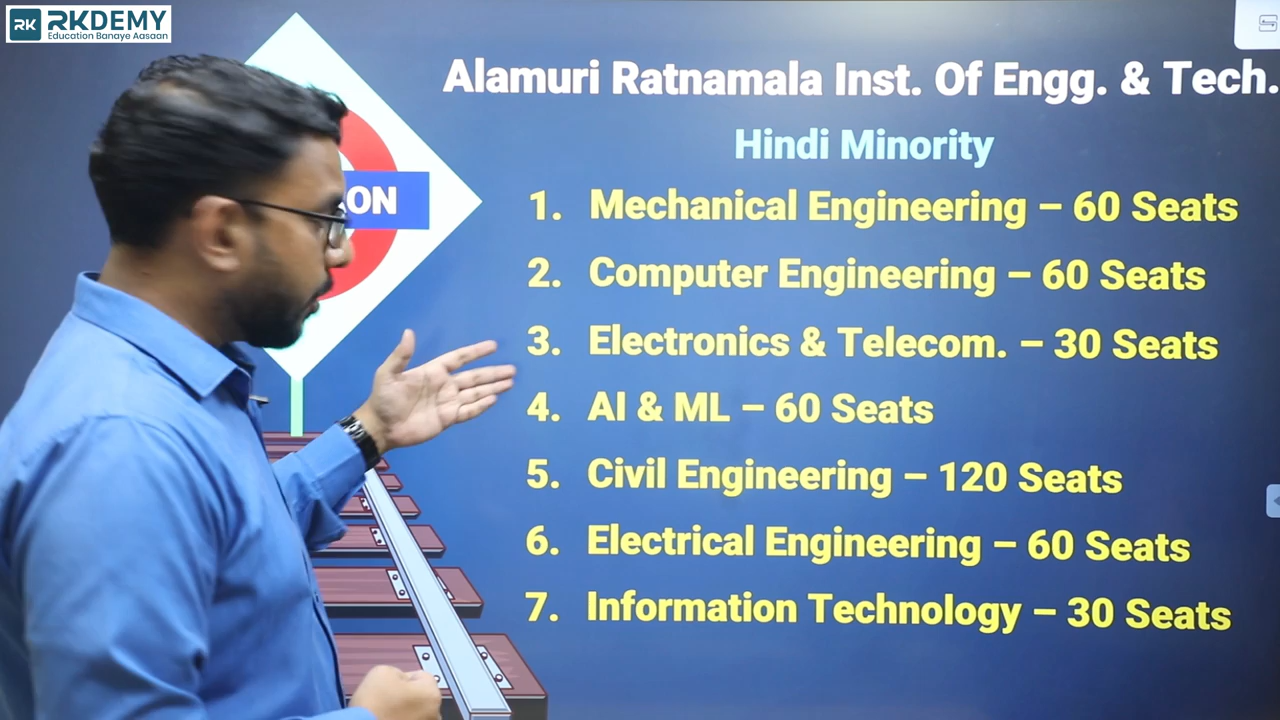 RK RKDEMY
Education Banaye Aasaan
Alamuri Ratnamala Inst. Of Engg. & Tech.
Hindi Minority
1. Mechanical Engineering – 60 Seats
2. Computer Engineering – 60 Seats
3. Electronics & Telecom. – 30 Seats
4. AI & ML – 60 Seats
5. Civil Engineering – 120 Seats
6. Electrical Engineering – 60 Seats
7. Information Technology – 30 Seats